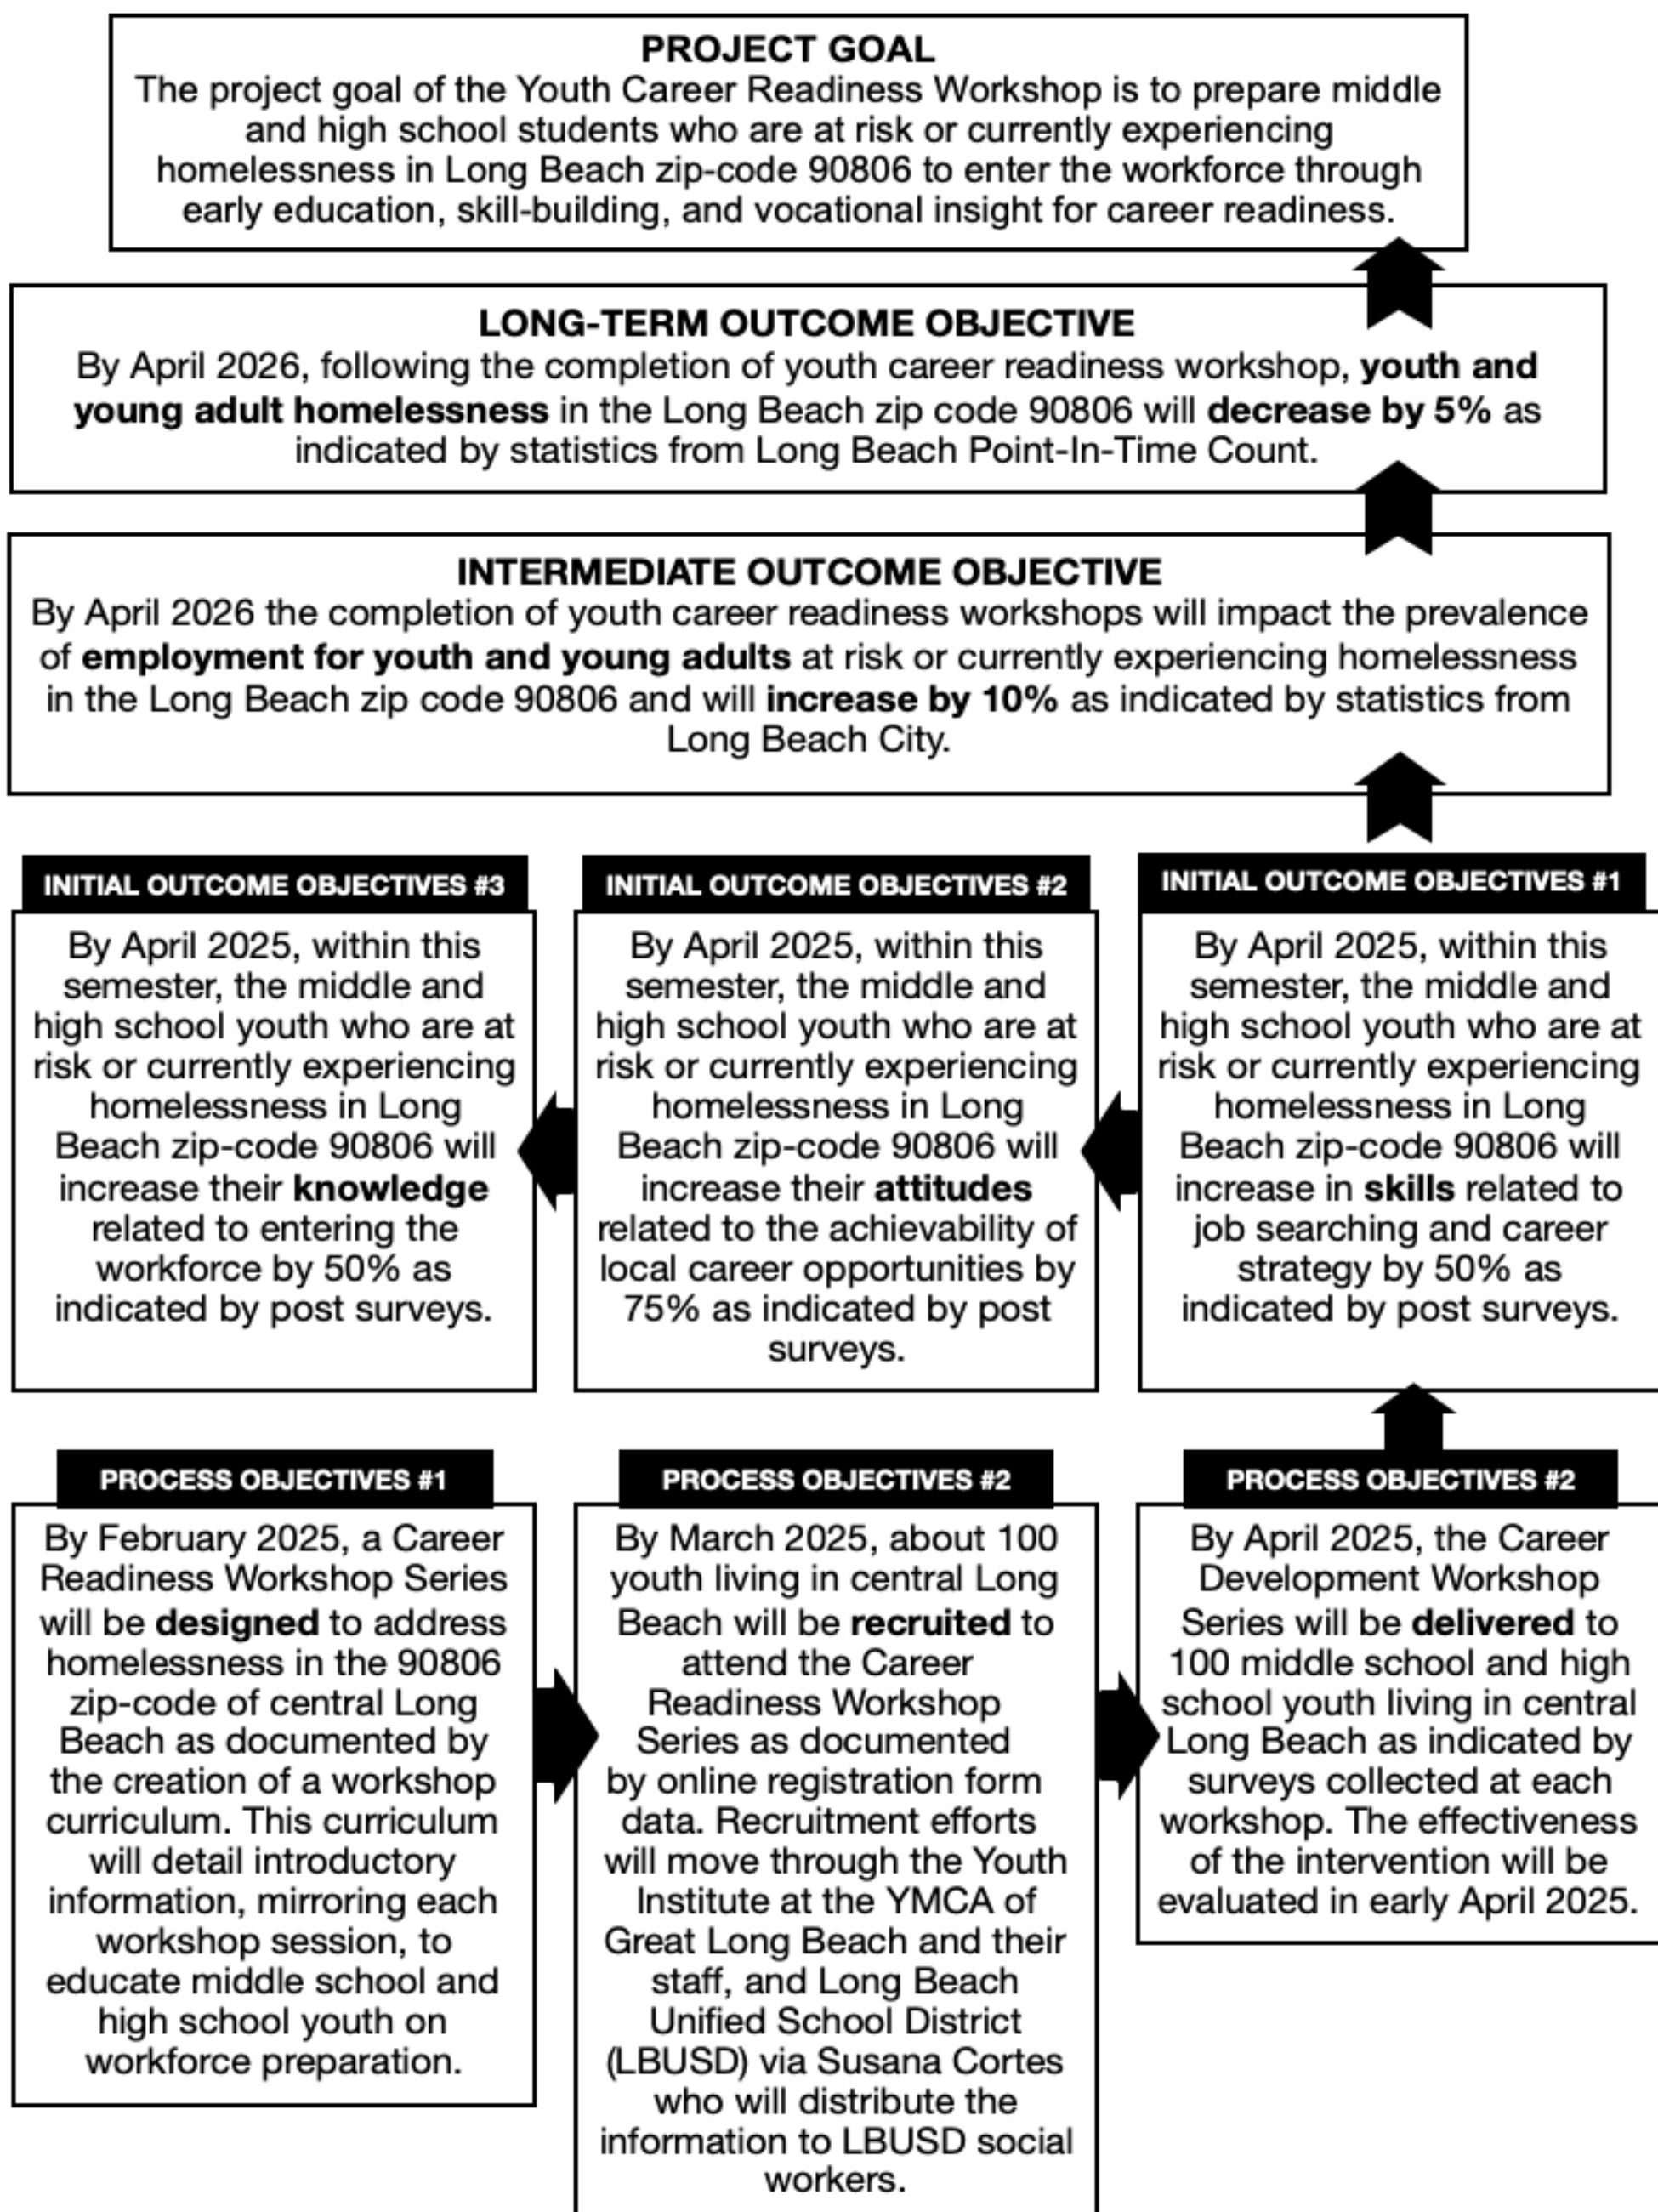 PROJECT GOAL
The project goal of the Youth Career Readiness Workshop is to prepare middle
and high school students who are at risk or currently experiencing
homelessness in Long Beach zip-code 90806 to enter the workforce through
early education, skill-building, and vocational insight for career readiness.
LONG-TERM OUTCOME OBJECTIVE
By April 2026, following the completion of youth career readiness workshop, youth and
young adult homelessness in the Long Beach zip code 90806 will decrease by 5% as
indicated by statistics from Long Beach Point-In-Time Count.
INTERMEDIATE OUTCOME OBJECTIVE
By April 2026 the completion of youth career readiness workshops will impact the prevalence
of employment for youth and young adults at risk or currently experiencing homelessness
in the Long Beach zip code 90806 and will increase by 10% as indicated by statistics from
Long Beach City.
INITIAL OUTCOME OBJECTIVES #3
By April 2025, within this
semester, the middle and
high school youth who are at
risk or currently experiencing
homelessness in Long
Beach zip-code 90806 will
increase their knowledge
related to entering the
workforce by 50% as
indicated by post surveys.
INITIAL OUTCOME OBJECTIVES #2
By April 2025, within this
semester, the middle and
high school youth who are at
risk or currently experiencing
homelessness in Long
Beach zip-code 90806 will
increase their attitudes
related to the achievability of
local career opportunities by
75% as indicated by post
surveys.
INITIAL OUTCOME OBJECTIVES #1
By April 2025, within this
semester, the middle and
high school youth who are at
risk or currently experiencing
homelessness in Long
Beach zip-code 90806 will
increase in skills related to
job searching and career
strategy by 50% as
indicated by post surveys.
PROCESS OBJECTIVES #1
By February 2025, a Career
Readiness Workshop Series
will be designed to address
homelessness in the 90806
zip-code of central Long
Beach as documented by
the creation of a workshop
curriculum. This curriculum
will detail introductory
information, mirroring each
workshop session, to
educate middle school and
high school youth on
workforce preparation.
PROCESS OBJECTIVES #2
By March 2025, about 100
youth living in central Long
Beach will be recruited to
attend the Career
Readiness Workshop
Series as documented
by online registration form
data. Recruitment efforts
will move through the Youth
Institute at the YMCA of
Great Long Beach and their
staff, and Long Beach
Unified School District
(LBUSD) via Susana Cortes
who will distribute the
information to LBUSD social
workers.
PROCESS OBJECTIVES #2
By April 2025, the Career
Development Workshop
Series will be delivered to
100 middle school and high
school youth living in central
Long Beach as indicated by
surveys collected at each
workshop. The effectiveness
of the intervention will be
evaluated in early April 2025.